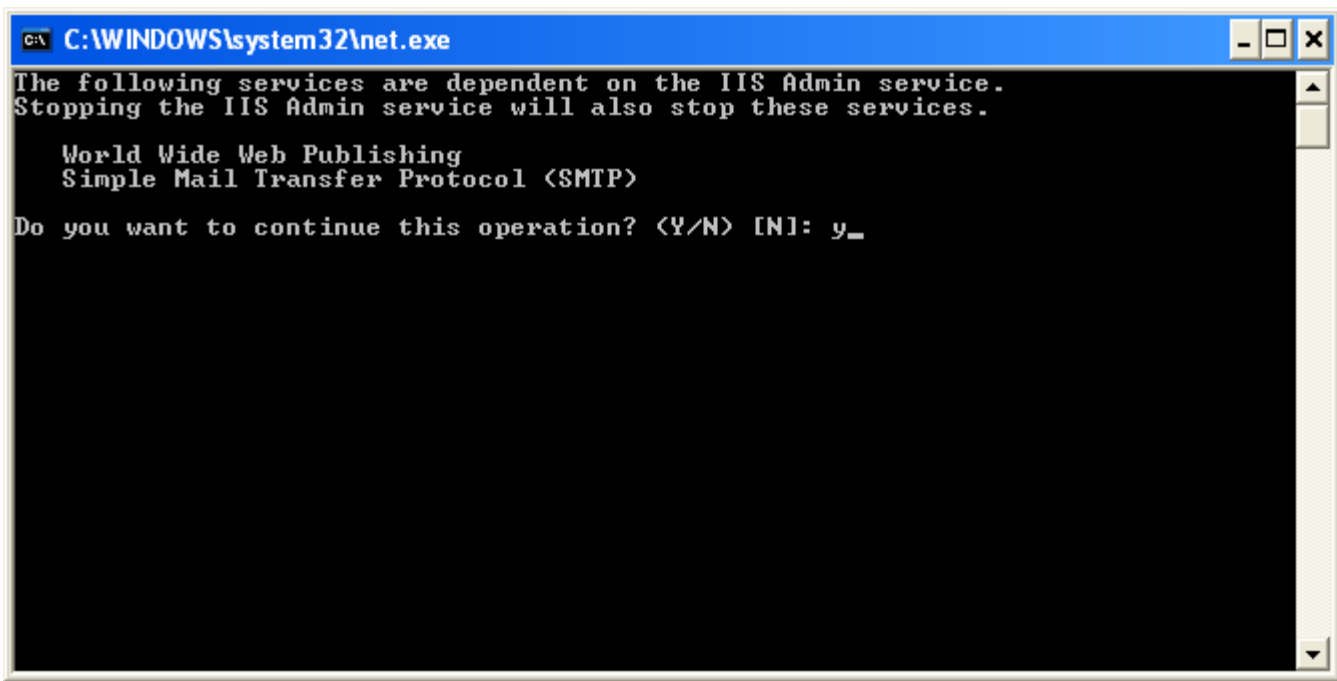 C:\WINDOWS\system32\net.exe
The following services are dependent on the IIS Admin service.
Stopping the IIS Admin service will also stop these services.
World Wide Web Publishing
Simple Mail Transfer Protocol (SMTP)
Do you want to continue this operation? (Y/N) [N]: y_